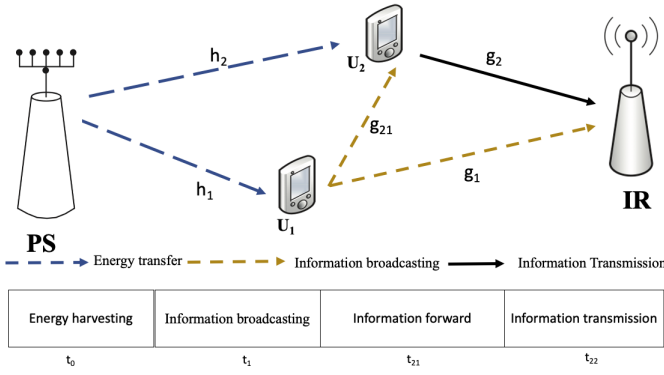 h₂
U₂
g₂
g₂₁
h₁
g₁
U₁
PS
IR
Energy transfer
Information broadcasting
Information Transmission
Energy harvesting
Information broadcasting
Information forward
Information transmission
t₀
t₁
t₂₁
t₂₂